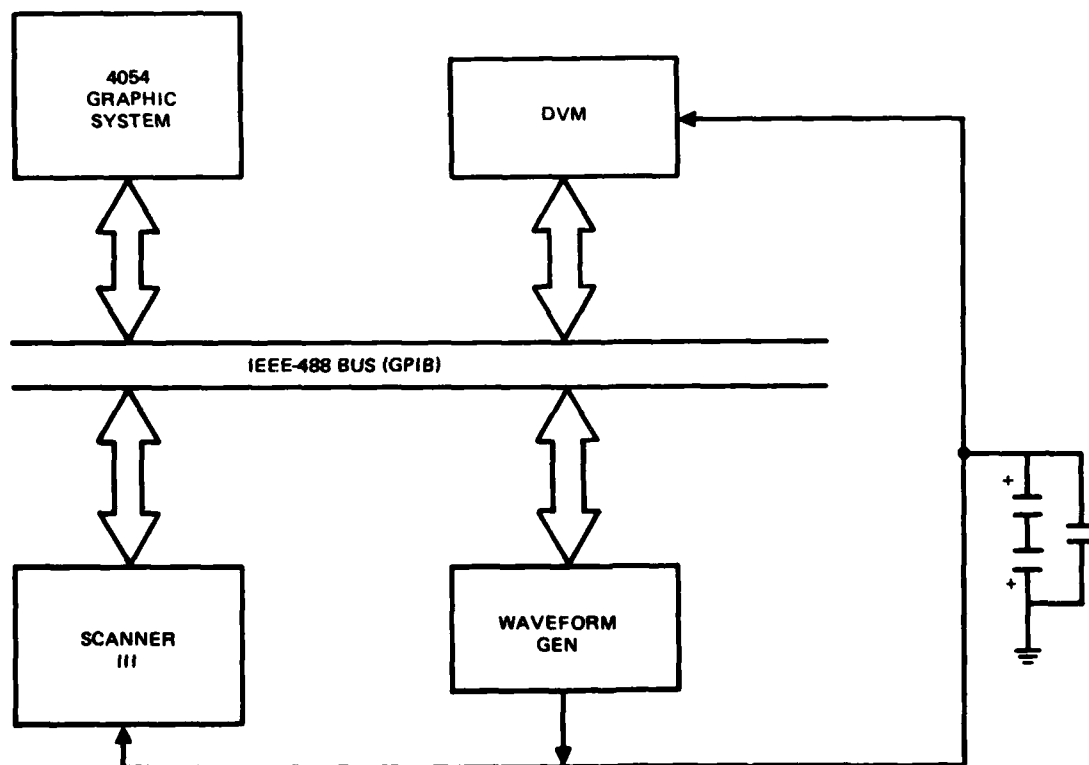 4054
GRAPHIC
SYSTEM
DVM
IEEE-488 BUS (GPIB)
+
+
SCANNER
III
WAVEFORM
GEN